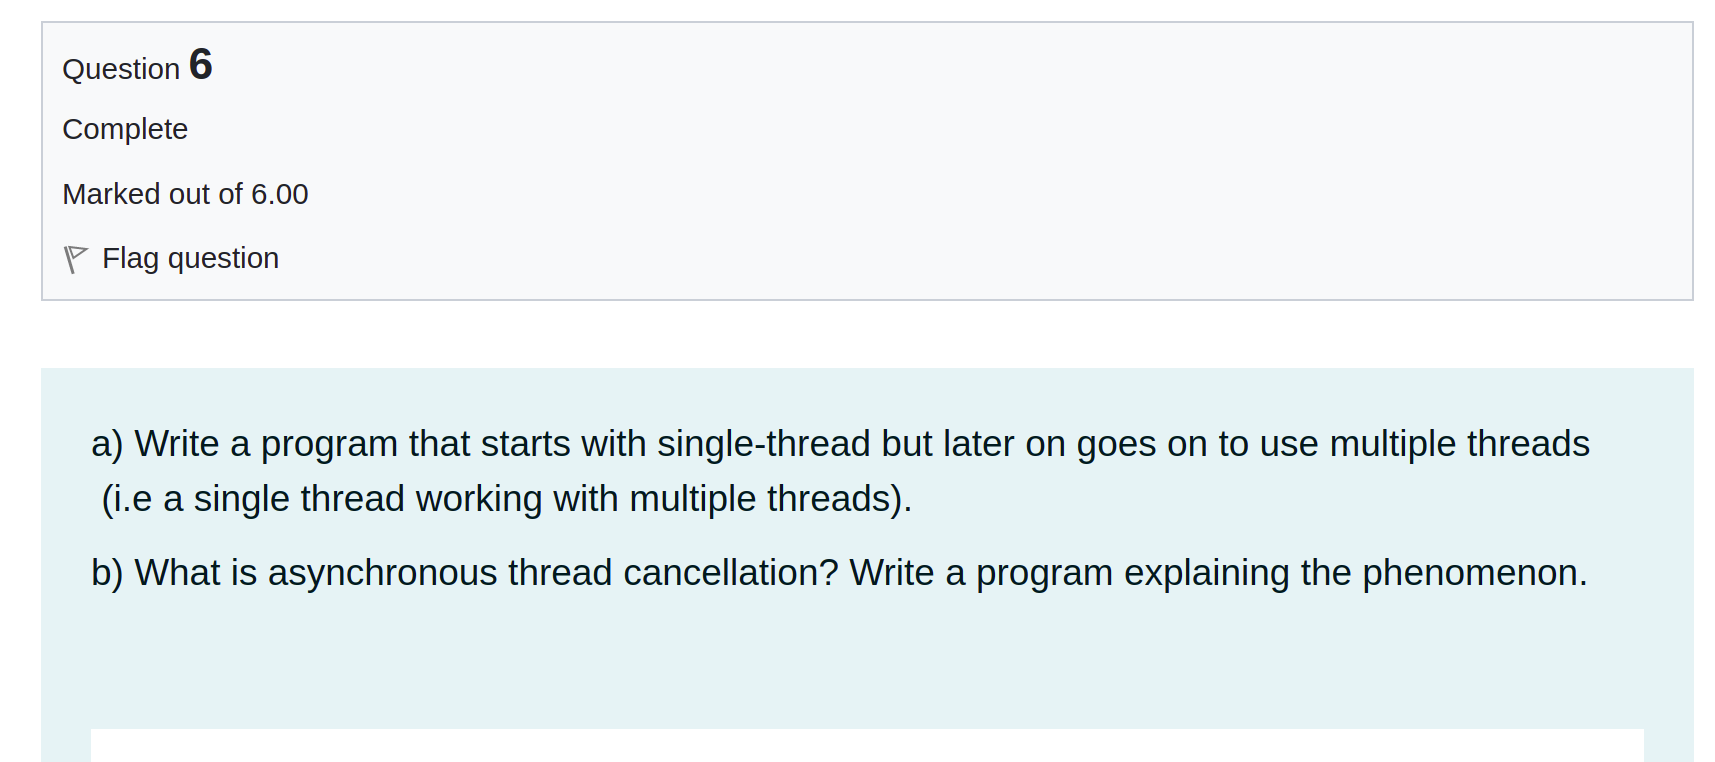 Question 6
Complete
Marked out of 6.00
Flag question
a) Write a program that starts with single-thread but later on goes on to use multiple threads
(i.e a single thread working with multiple threads).
b) What is asynchronous thread cancellation? Write a program explaining the phenomenon.